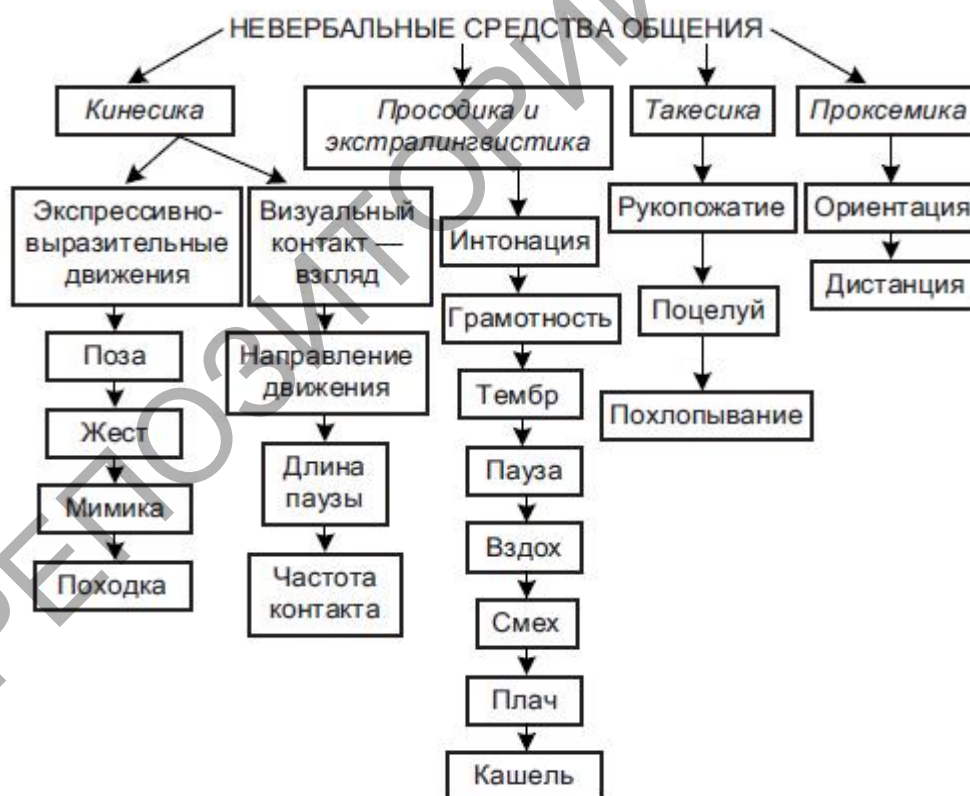 НЕВЕРБАЛЬНЫЕ СРЕДСТВА ОБЩЕНИЯ
Кинесика
Просодика и
экстралингвистика
Такесика
Проксемика
Экспрессивно-
выразительные
движения
Визуальный
контакт —
взгляд
Интонация
Рукопожатие
Ориентация
Грамотность
Поцелуй
Дистанция
Поза
Направление
движения
Тембр
Похлопывание
Жест
Длина
паузы
Пауза
Мимика
Вздох
Походка
Частота
контакта
Смех
Плач
Кашель
РЕПОЗИТОРИЙ